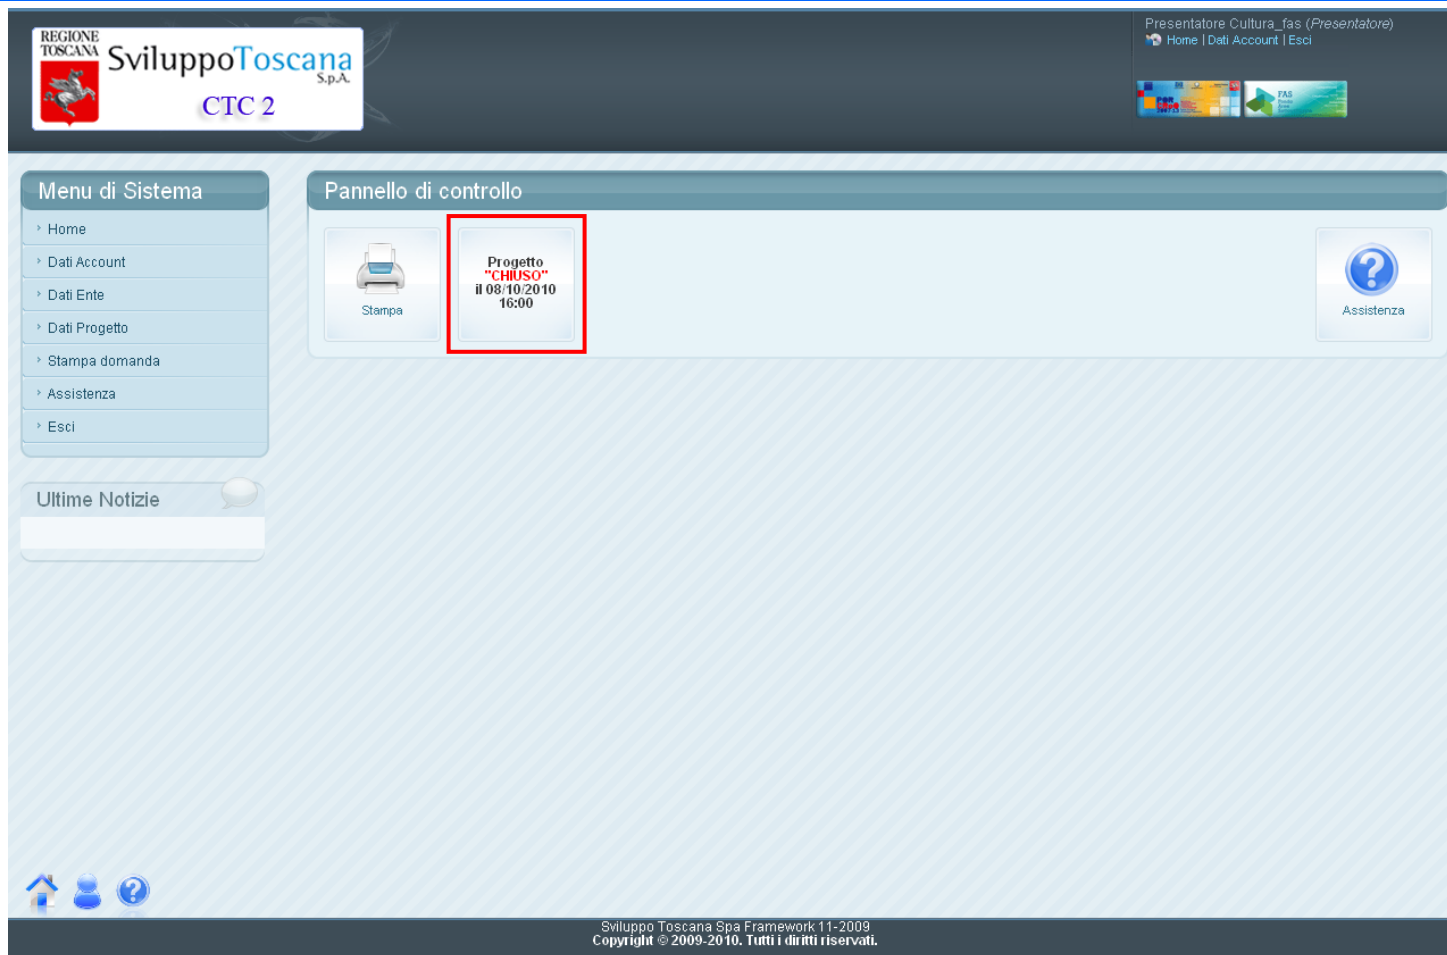 REGIONE
TOSCANA
SviluppoToscana
S.p.A.
CTC 2
Presentatore Cultura_fas (Presentatore)
Home | Dati Account | Esci
FAS
Menu di Sistema
Home
Dati Account
Dati Ente
Dati Progetto
Stampa domanda
Assistenza
Esci
Ultime Notizie
Pannello di controllo
Stampa
Progetto
"CHIUSO"
il 08/10/2010
16:00
Assistenza
Sviluppo Toscana Spa Framework 11-2009
Copyright © 2009-2010. Tutti i diritti riservati.